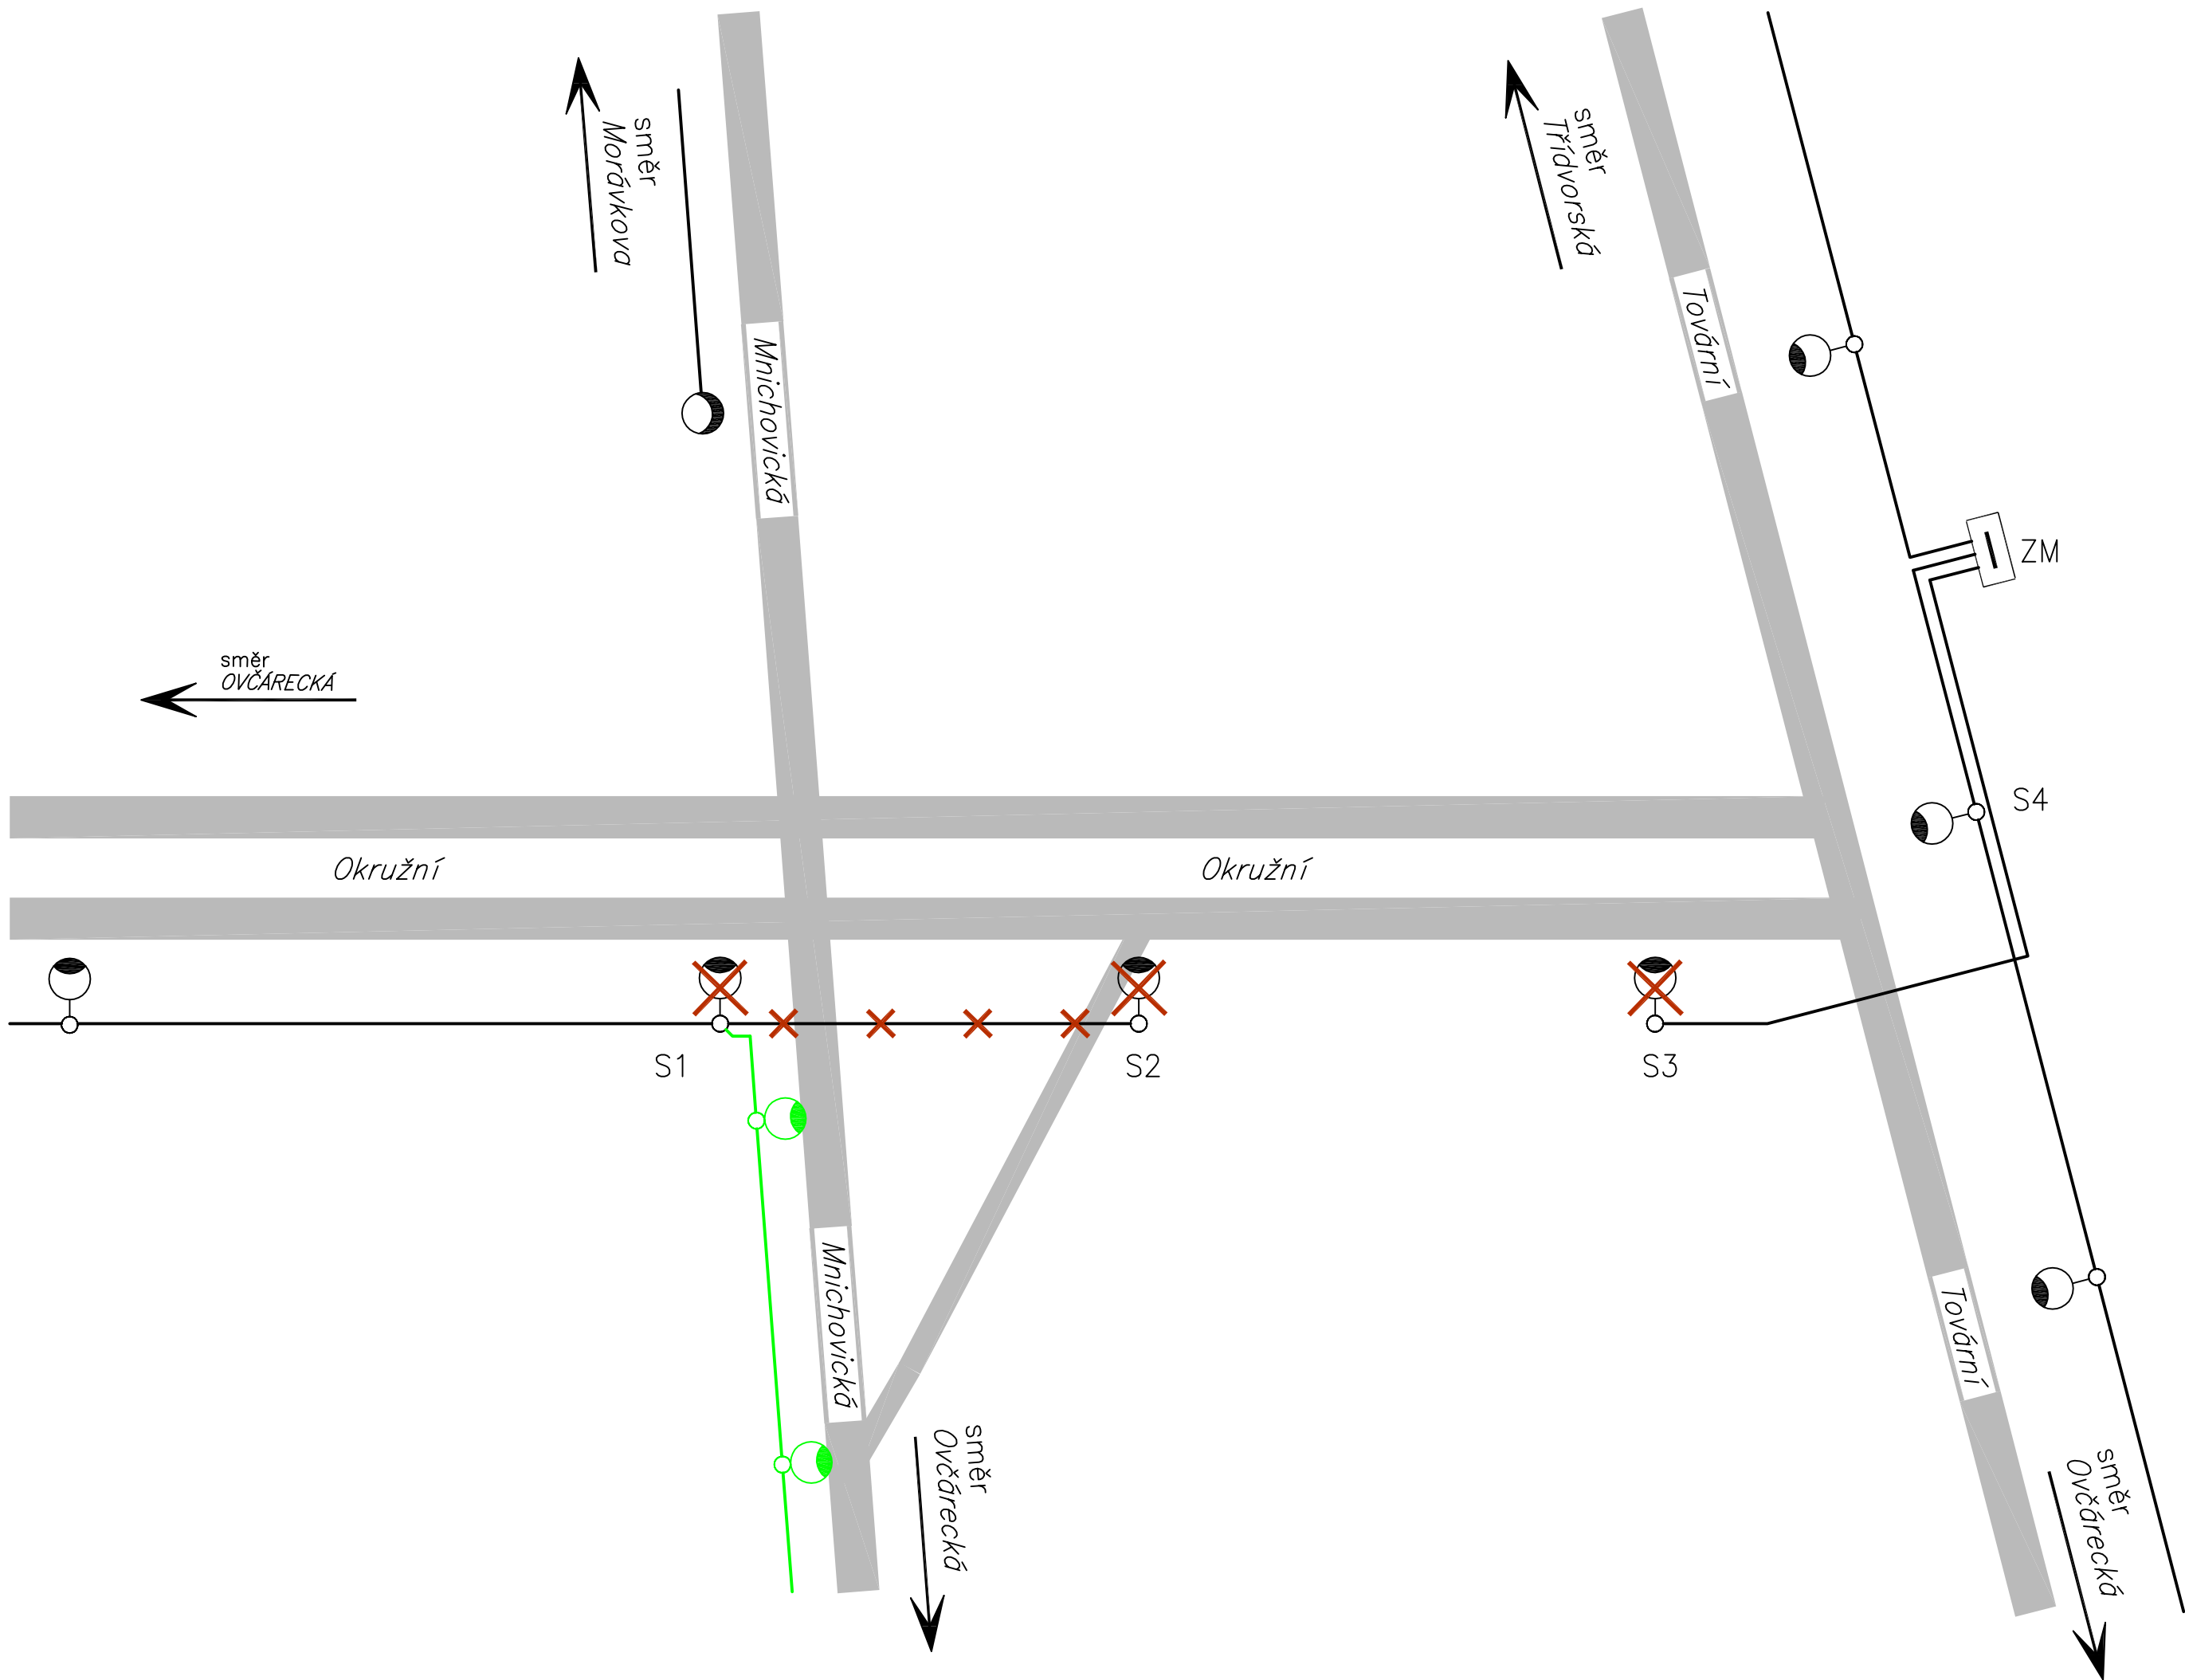 směr
Morávkova
směr
Třídvorská
Mnichovická
Tovární
ZM
směr
OVČÁRECKÁ
S4
Okružní
Okružní
S1
S2
S3
Mnichovická
Tovární
směr
Ovčárecká
směr
Ovčárecká